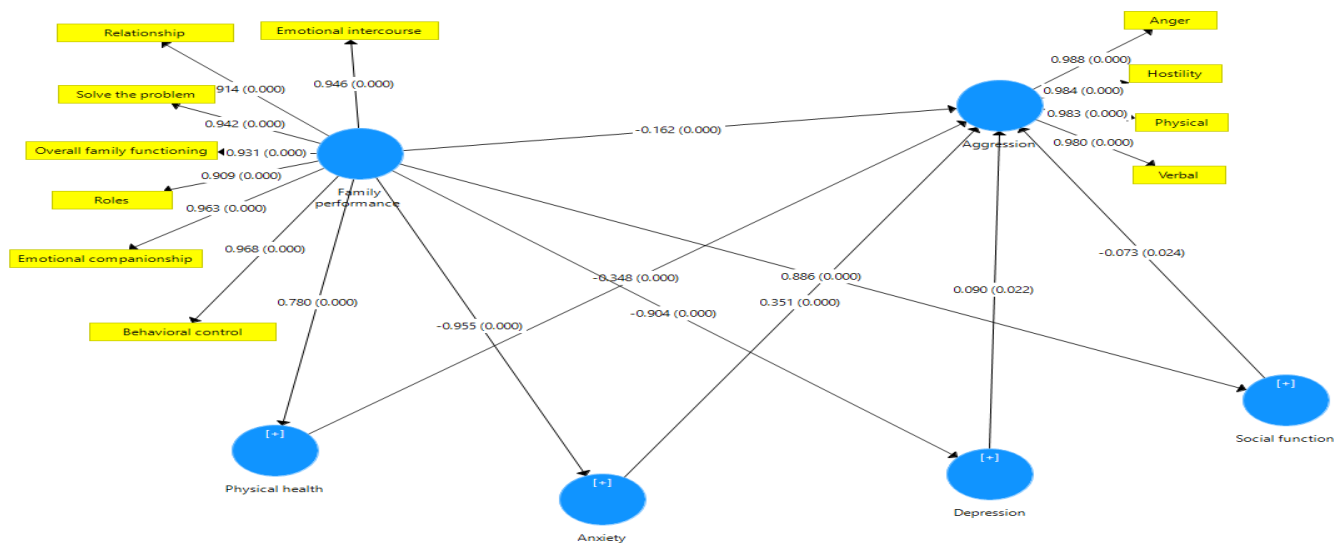 Relationship
Emotional intercourse
Anger
914 (0.000)
0.946 (0.000)
0.988 (0.000)
Hostility
Solve the problem
0.984 (0.000)
0.942 (0.000)
0.983 (0.000)
Physical
-0.162 (0.000)
Overall family functioning
0.931 (0.000)
Aggression
0.980 (0.000)
0.909 (0.000)
Verbal
Roles
Family
performance
0.963 (0.000)
0.968 (0.000)
Emotional companionship
-0.348 (0.000)
0.886 (0.000)
-0.073 (0.024)
0.780 (0.000)
0.351 (0.000)
0.090 (0.022)
-0.904 (0.000)
-0.955 (0.000)
Behavioral control
[+]
Social function
[+]
Physical health
[+]
Depression
[+]
Anxiety